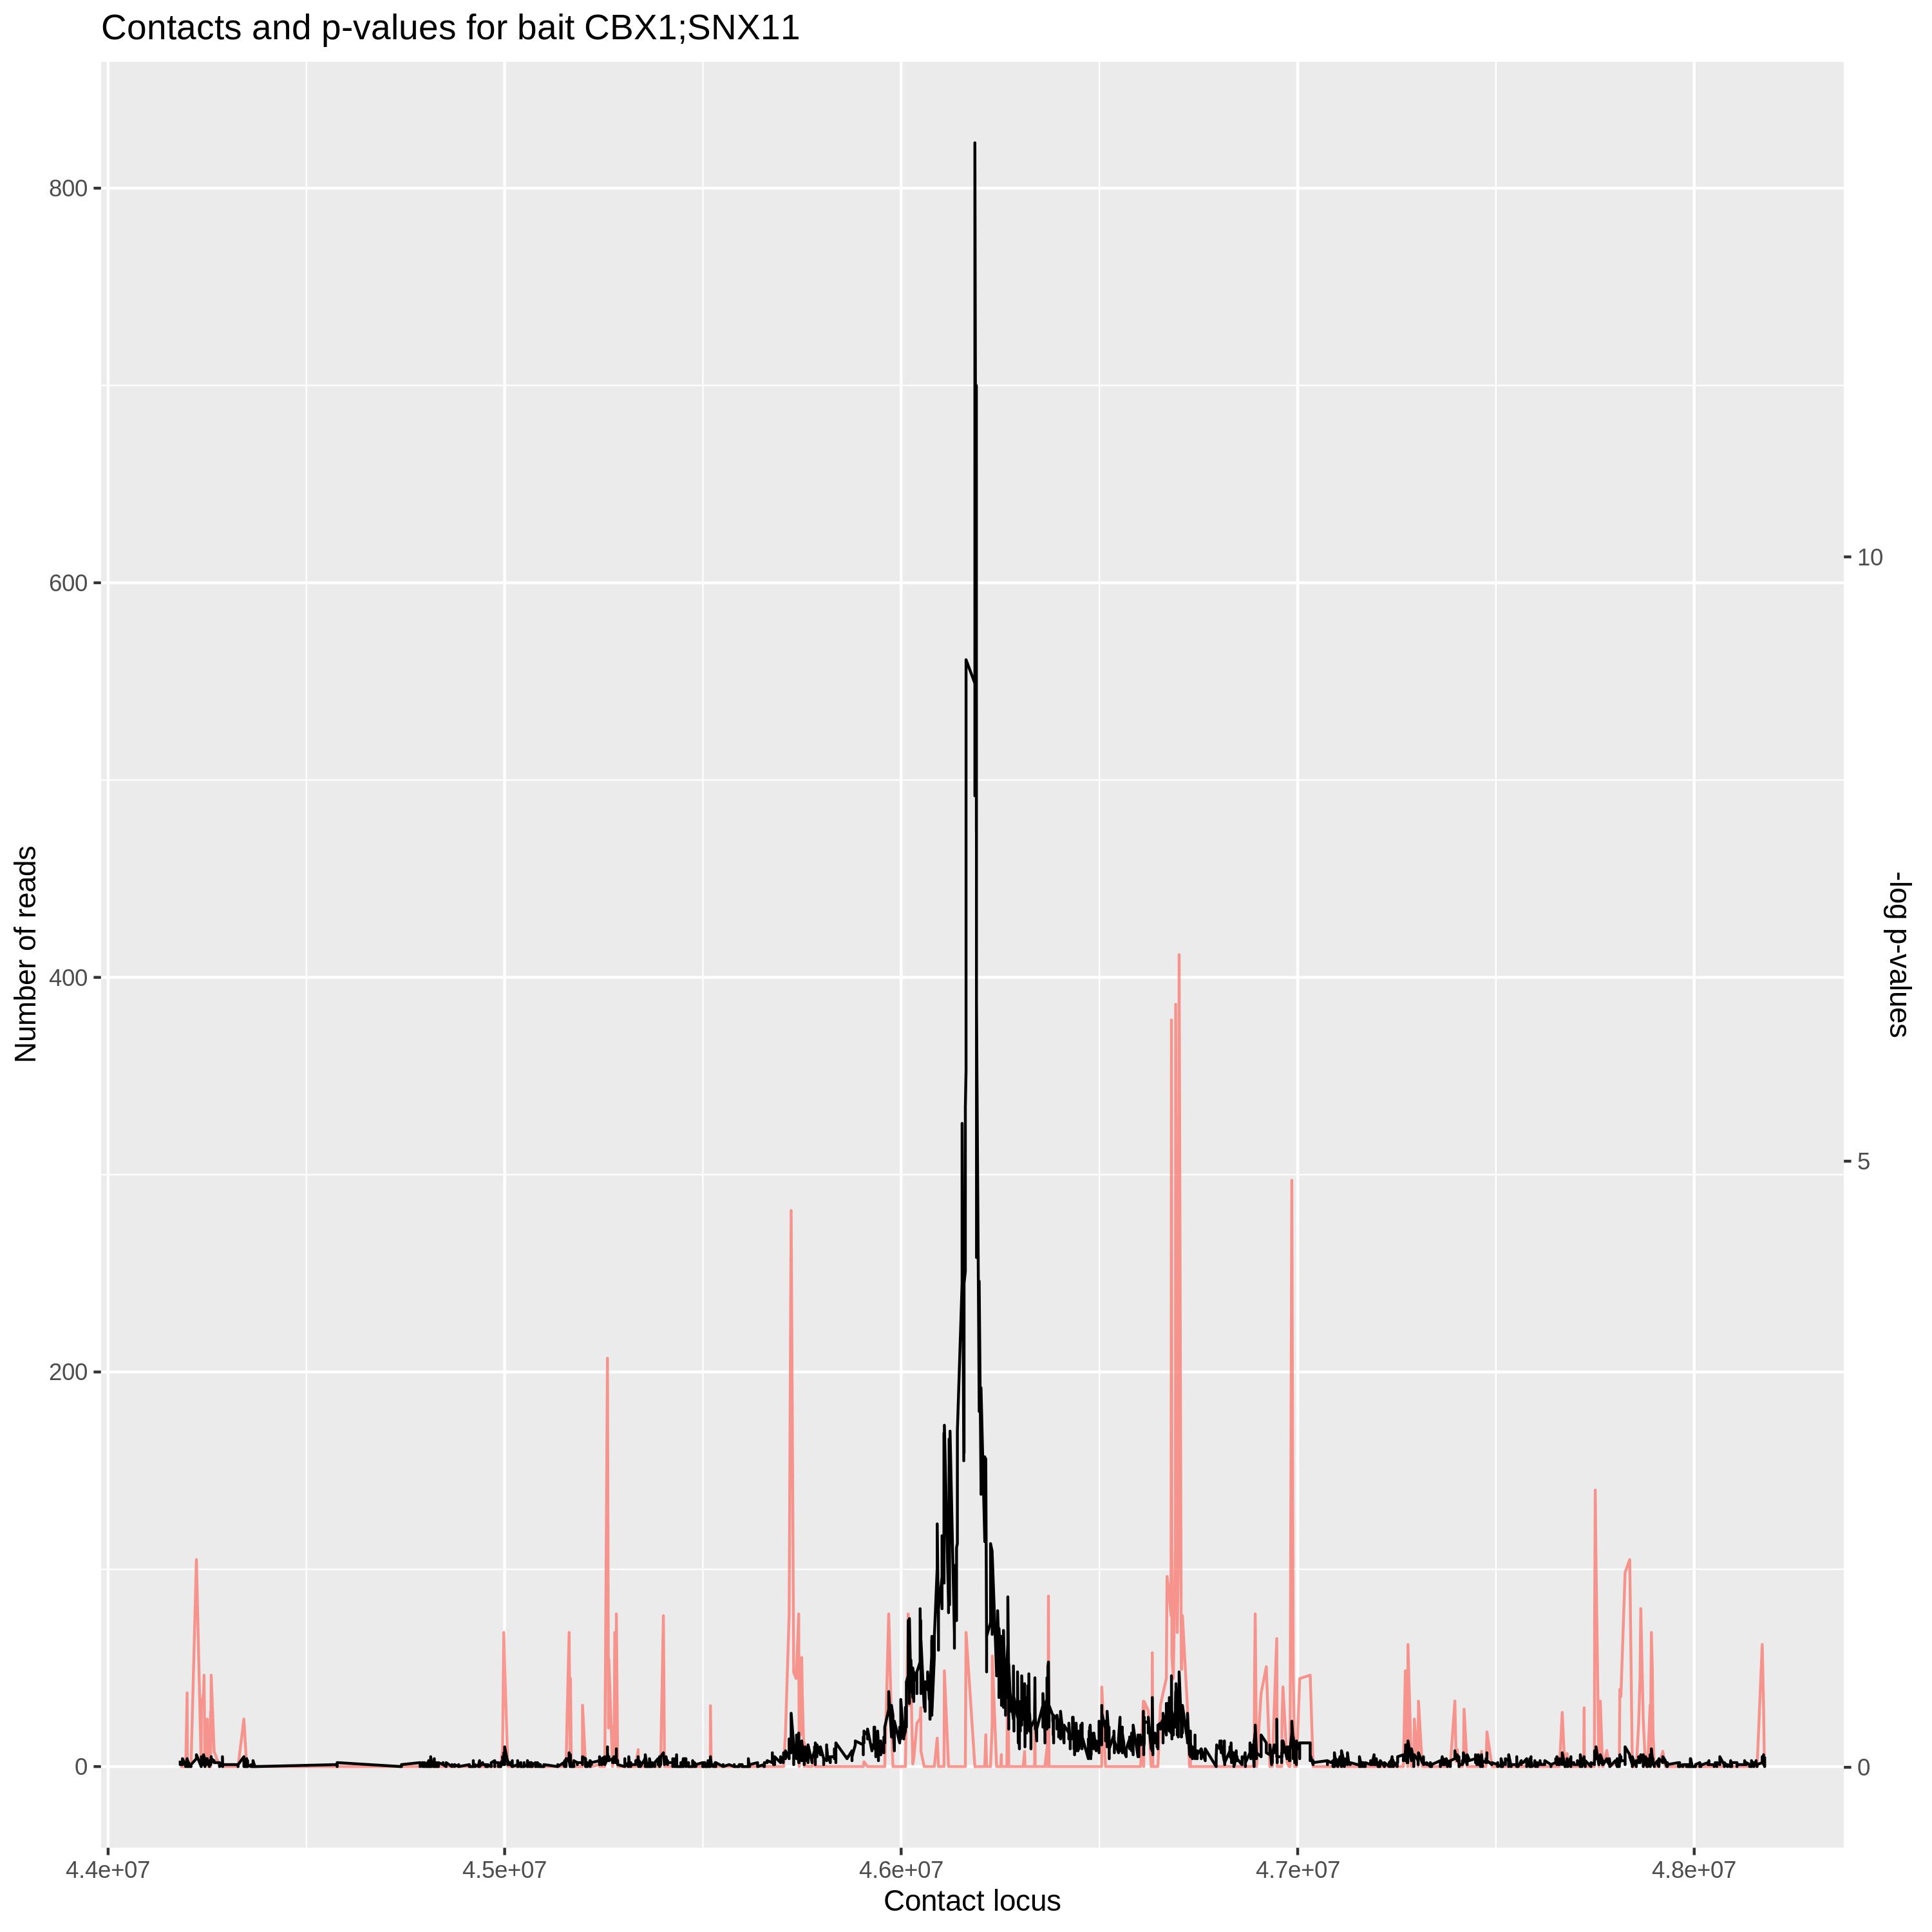 Contacts and p-values for bait CBX1;SNX11
800
600
400
200
0
Number of reads
10
5
0
-log p-values
4.4e+07
4.5e+07
4.6e+07
4.7e+07
4.8e+07
Contact locus